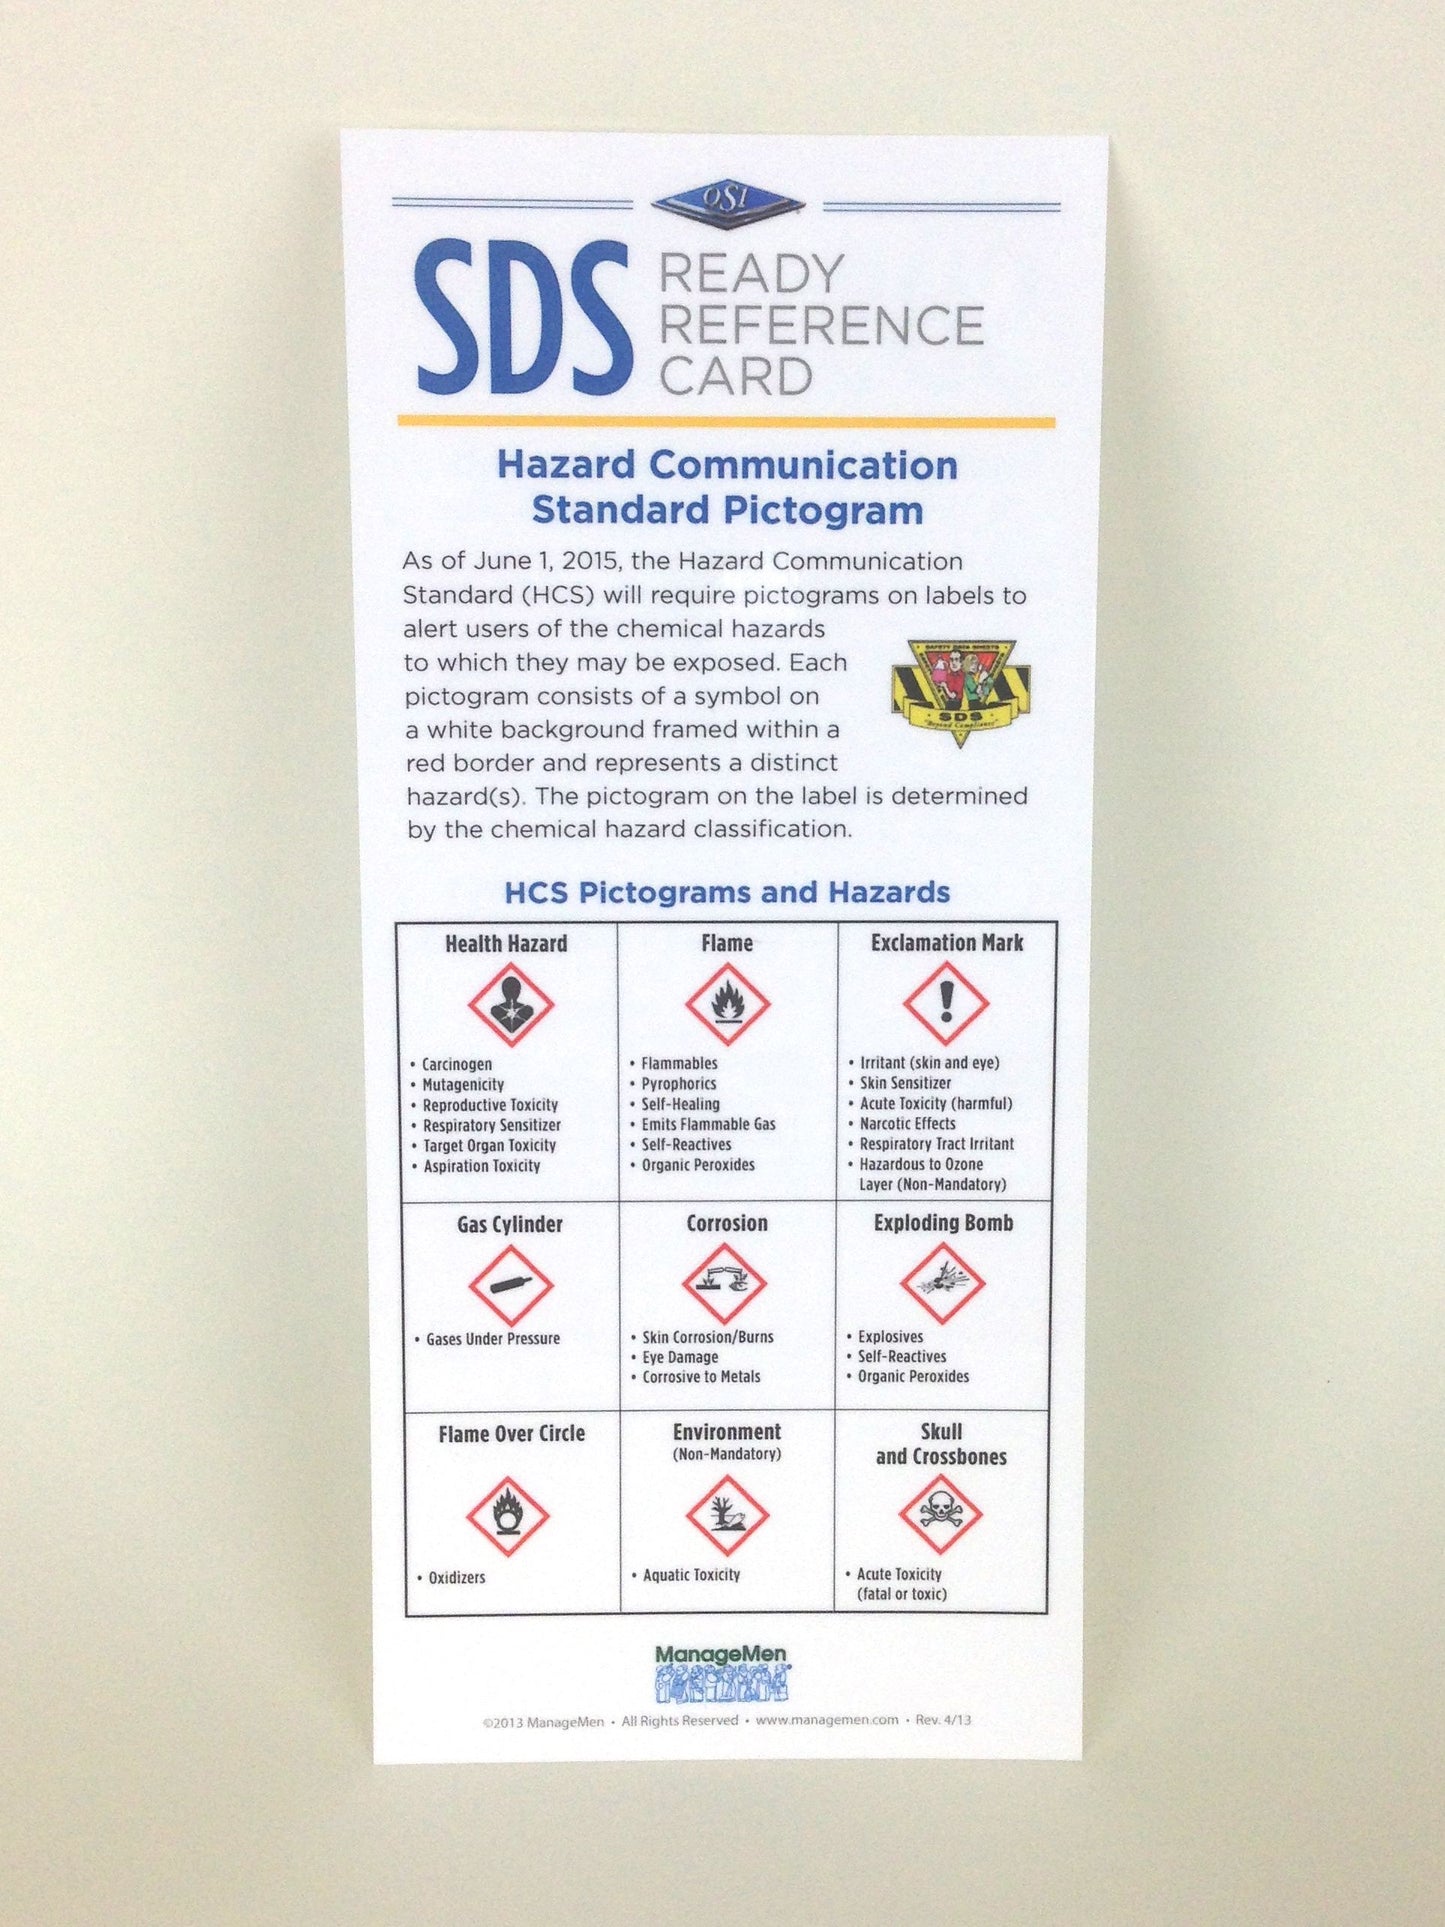 OSI
SDS
READY
REFERENCE
CARD
Hazard Communication
Standard Pictogram
As of June 1, 2015, the Hazard Communication
Standard (HCS) will require pictograms on labels to
alert users of the chemical hazards
to which they may be exposed. Each
pictogram consists of a symbol on
a white background framed within a
red border and represents a distinct
hazard(s). The pictogram on the label is determined
by the chemical hazard classification.
SAFETY DATA SHEETS
SDS
"Beyond Compliance"
HCS Pictograms and Hazards
Health Hazard
• Carcinogen
• Mutagenicity
• Reproductive Toxicity
• Respiratory Sensitizer
• Target Organ Toxicity
• Aspiration Toxicity
Flame
• Flammables
• Pyrophorics
• Self-Healing
• Emits Flammable Gas
• Self-Reactives
• Organic Peroxides
Exclamation Mark
• Irritant (skin and eye)
• Skin Sensitizer
• Acute Toxicity (harmful)
• Narcotic Effects
• Respiratory Tract Irritant
• Hazardous to Ozone
Layer (Non-Mandatory)
Gas Cylinder
• Gases Under Pressure
Corrosion
• Skin Corrosion/Burns
• Eye Damage
• Corrosive to Metals
Exploding Bomb
• Explosives
• Self-Reactives
• Organic Peroxides
Flame Over Circle
• Oxidizers
Environment
(Non-Mandatory)
• Aquatic Toxicity
Skull
and Crossbones
• Acute Toxicity
(fatal or toxic)
ManageMen
©2013 ManageMen • All Rights Reserved • www.managemen.com • Rev. 4/13